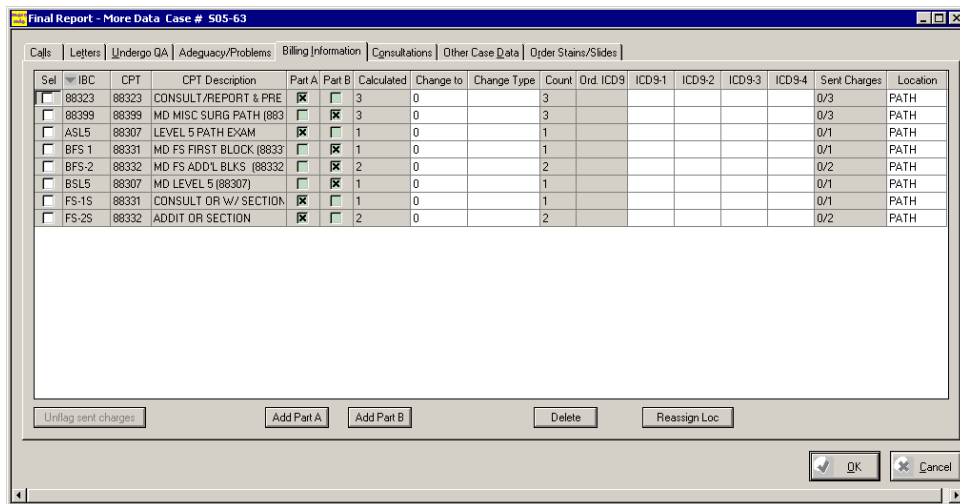 Final Report - More Data Case # S05-63
Calls Letters Undergo QA Adequacy/Problems Billing Information Consultations Other Case Data Order Stains/Slides
Sel IBC CPT CPT Description Part A Part B Calculated Change to Change Type Count Ord. ICD9 ICD9-1 ICD9-2 ICD9-3 ICD9-4 Sent Charges Location
88323 88323 CONSULT/REPORT & PRE 3 0 3 0/3 PATH
88399 88399 MD MISC SURG PATH (883 3 0 3 0/3 PATH
ASL5 88307 LEVEL 5 PATH EXAM 1 0 1 0/1 PATH
BFS 1 88331 MD FS FIRST BLOCK (8833 1 0 1 0/1 PATH
BFS-2 88332 MD FS ADD'L BLKS (88332 2 0 2 0/2 PATH
BSL5 88307 MD LEVEL 5 (88307) 1 0 1 0/1 PATH
FS-1S 88331 CONSULT OR W/ SECTION 1 0 1 0/1 PATH
FS-2S 88332 ADDIT OR SECTION 2 0 2 0/2 PATH
Unflag sent charges Add Part A Add Part B Delete Reassign Loc
OK Cancel